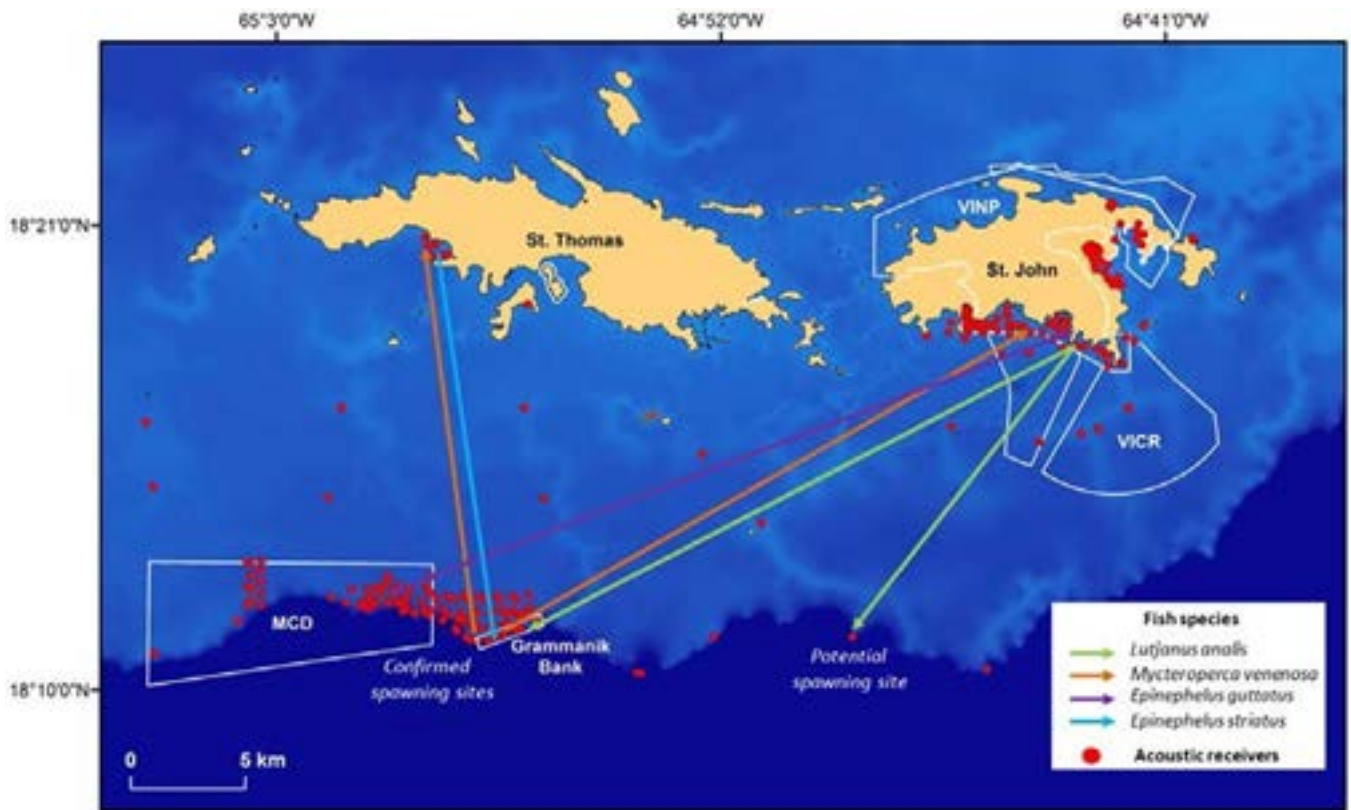 65°3'0"W 64°52'0"W 64°41'0"W
18°21'0"N
VINP
St. Thomas
St. John
VICR
MCD
Grammanik
Bank
Confirmed
spawning sites
Potential
spawning site
18°10'0"N
0 5 km
Fish species
Lutjanus analis
Mycteroperca venenosa
Epinephelus guttatus
Epinephelus striatus
Acoustic receivers